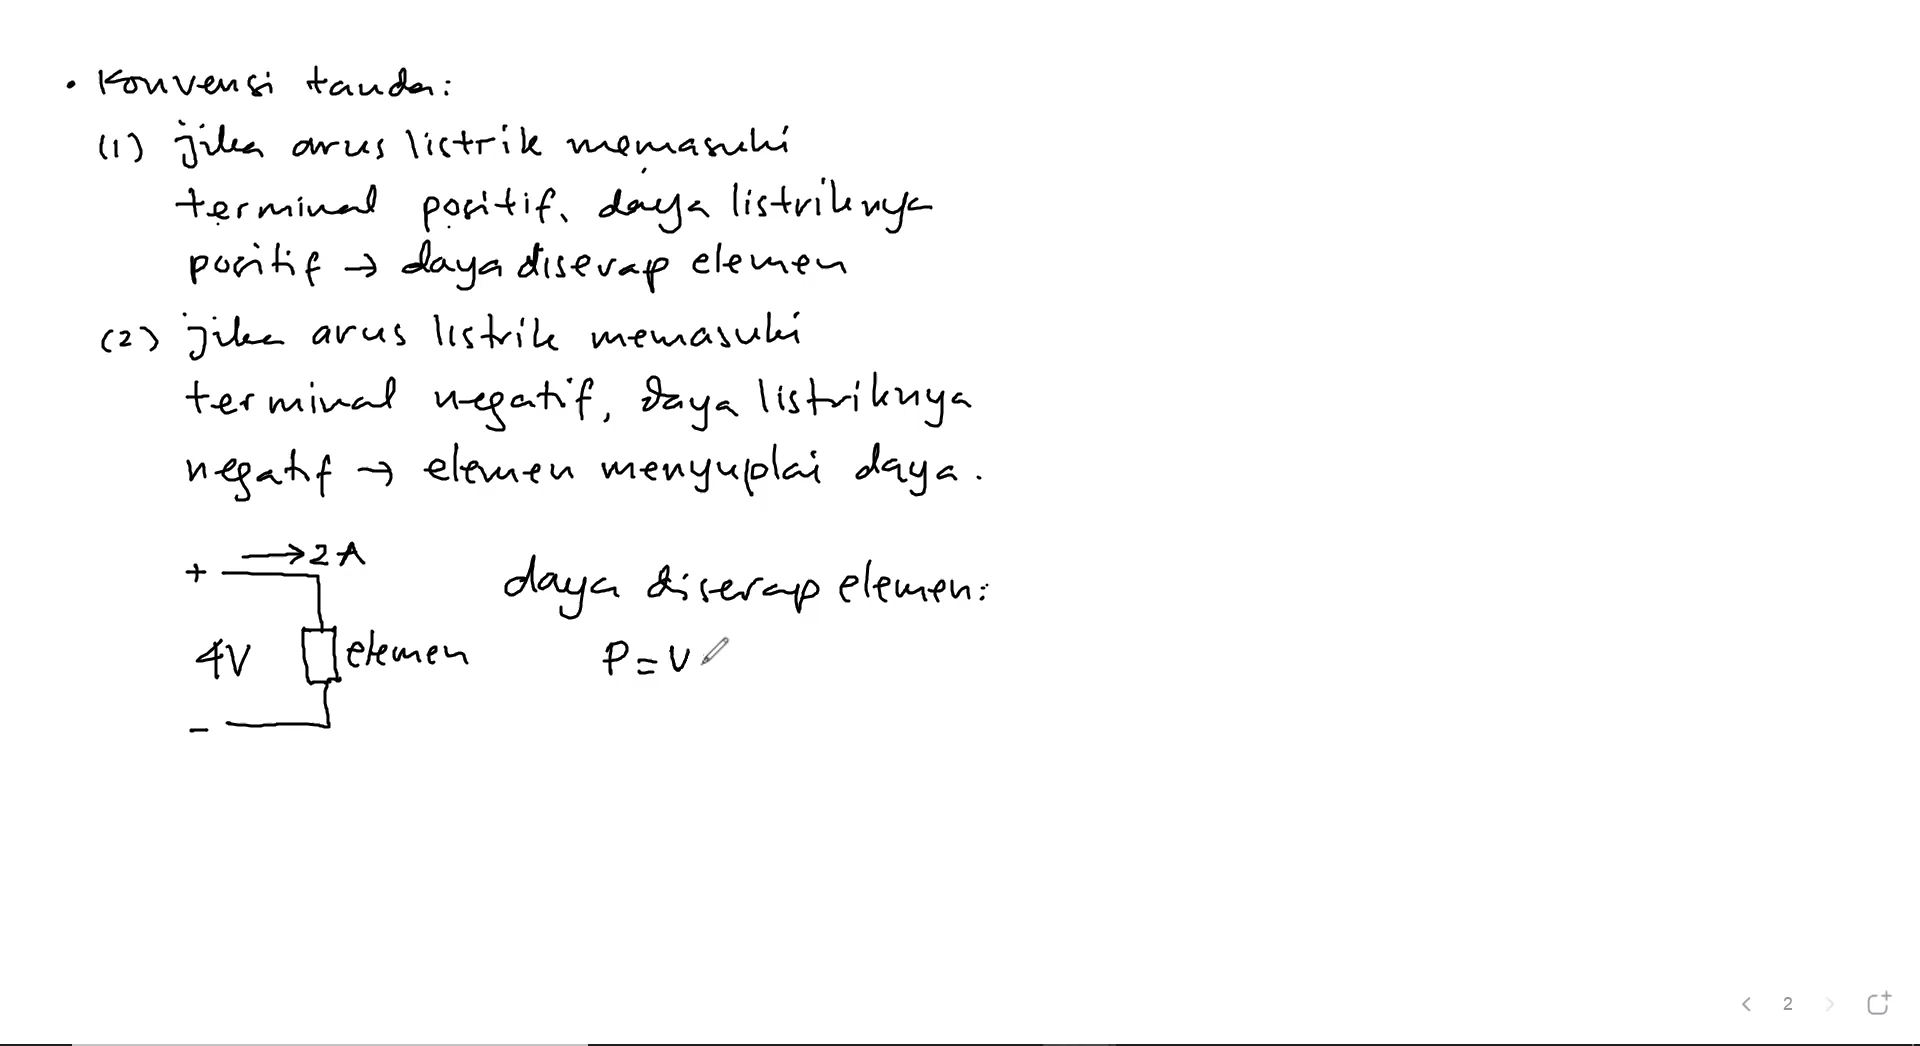 • Konvensi tanda:
(1) jika arus listrik memasuki
terminal positif, daya listriknya
positif → daya diserap elemen
(2) jika arus listrik memasuki
terminal negatif, daya listriknya
negatif → elemen menyuplai daya.
+ → 2 A
4V elemen
−
daya diserap elemen:
P = V
2